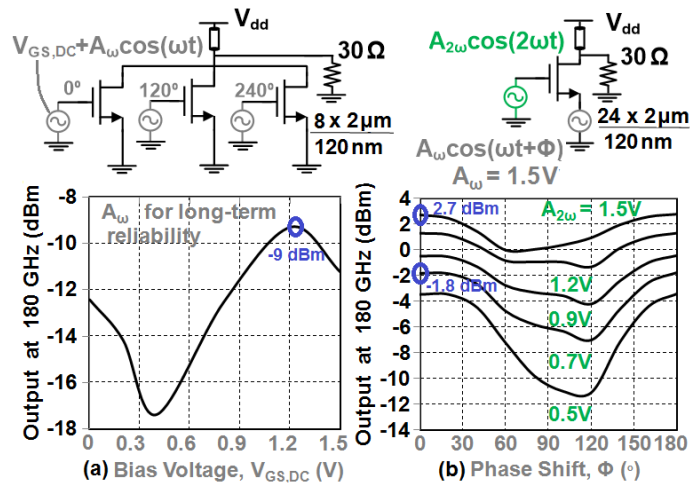 V_dd
V_GS,DC+A_ωcos(ωt)
0º
120º
240º
30 Ω
8 x 2µm
120 nm
V_dd
A_2ωcos(2ωt)
30 Ω
24 x 2µm
120 nm
A_ωcos(ωt+Φ)
A_ω = 1.5V
Output at 180 GHz (dBm)
-8
-10
-12
-14
-16
-18
A_ω for long-term
reliability
-9 dBm
0 0.3 0.6 0.9 1.2 1.5
(a) Bias Voltage, V_GS,DC (V)
Output at 180 GHz (dBm)
4
2
0
-2
-4
-6
-8
-10
-12
-14
2.7 dBm
A_2ω = 1.5V
-1.8 dBm
1.2V
0.9V
0.7V
0.5V
0 30 60 90 120 150 180
(b) Phase Shift, Φ (º)